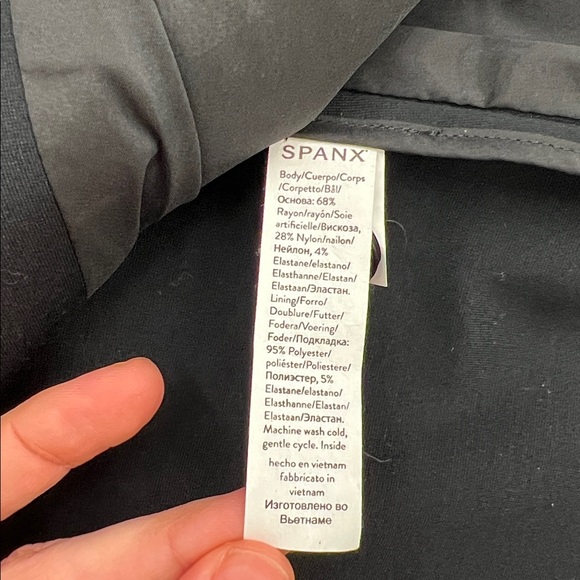 SPANX
Body/Cuerpo/Corps
/Corpetto/Bål/
Основа: 68%
Rayon/rayón/Soie
artificielle/Вискоза,
28% Nylon/nailon/
Нейлон, 4%
Elastane/elastano/
Elasthanne/Elastan/
Elastaan/Эластан.
Lining/Forro/
Doublure/Futter/
Fodera/Voering/
Foder/Подкладка:
95% Polyester/
poliéster/Poliestere/
Полиэстер, 5%
Elastane/elastano/
Elasthanne/Elastan/
Elastaan/Эластан.
Machine wash cold,
gentle cycle. Inside
hecho en vietnam
fabbricato in
vietnam
Изготовлено во
Вьетнаме